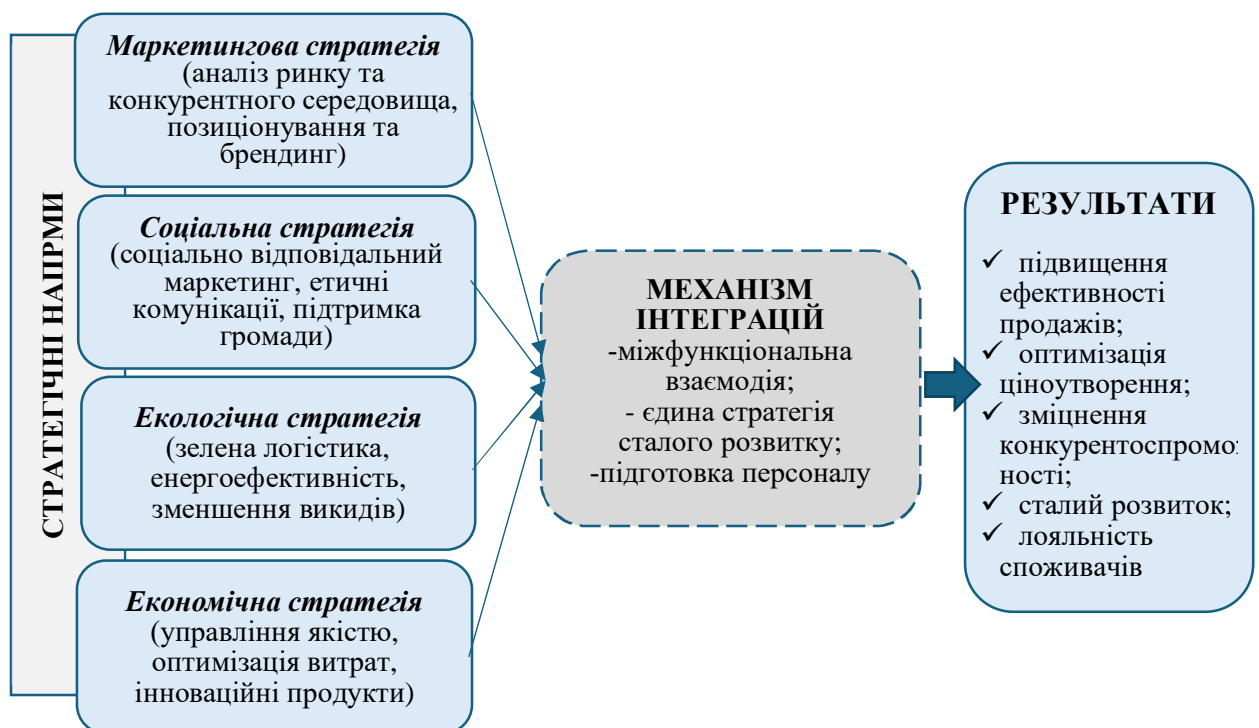 СТРАТЕГІЧНІ НАПРМИ
Маркетингова стратегія
(аналіз ринку та
конкурентного середовища,
позиціонування та
брендинг)
Соціальна стратегія
(соціально відповідальний
маркетинг, етичні
комунікації, підтримка
громади)
Екологічна стратегія
(зелена логістика,
енергоефективність,
зменшення викидів)
Економічна стратегія
(управління якістю,
оптимізація витрат,
інноваційні продукти)
МЕХАНІЗМ
ІНТЕГРАЦІЙ
-міжфункціональна
взаємодія;
- єдина стратегія
сталого розвитку;
-підготовка персоналу
РЕЗУЛЬТАТИ
✓ підвищення
ефективності
продажів;
✓ оптимізація
ціноутворення;
✓ зміцнення
конкурентоспромо
ності;
✓ сталий розвиток;
✓ лояльність
споживачів